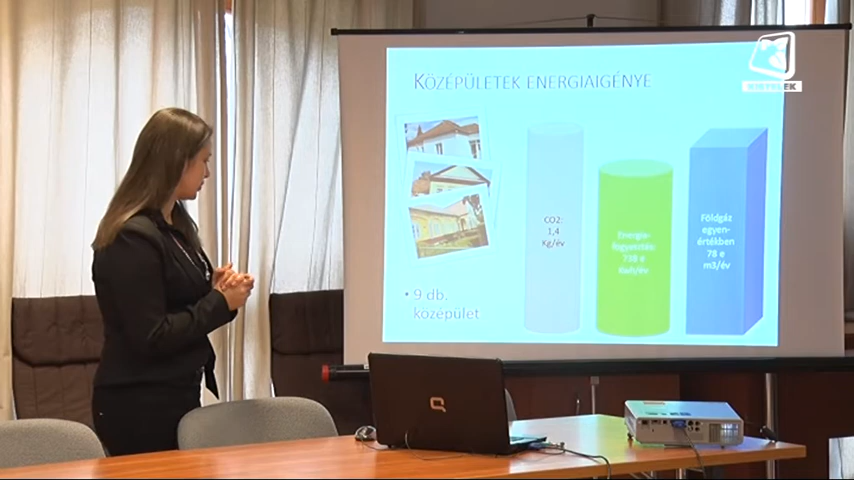 KISTELEK
KÖZÉPÜLETEK ENERGIAIGÉNYE
CO2:
1,4
Kg/év
Energia-
fogyasztás:
738 e
Kwh/év
Földgáz
egyen-
értékben
78 e
m3/év
• 9 db.
középület